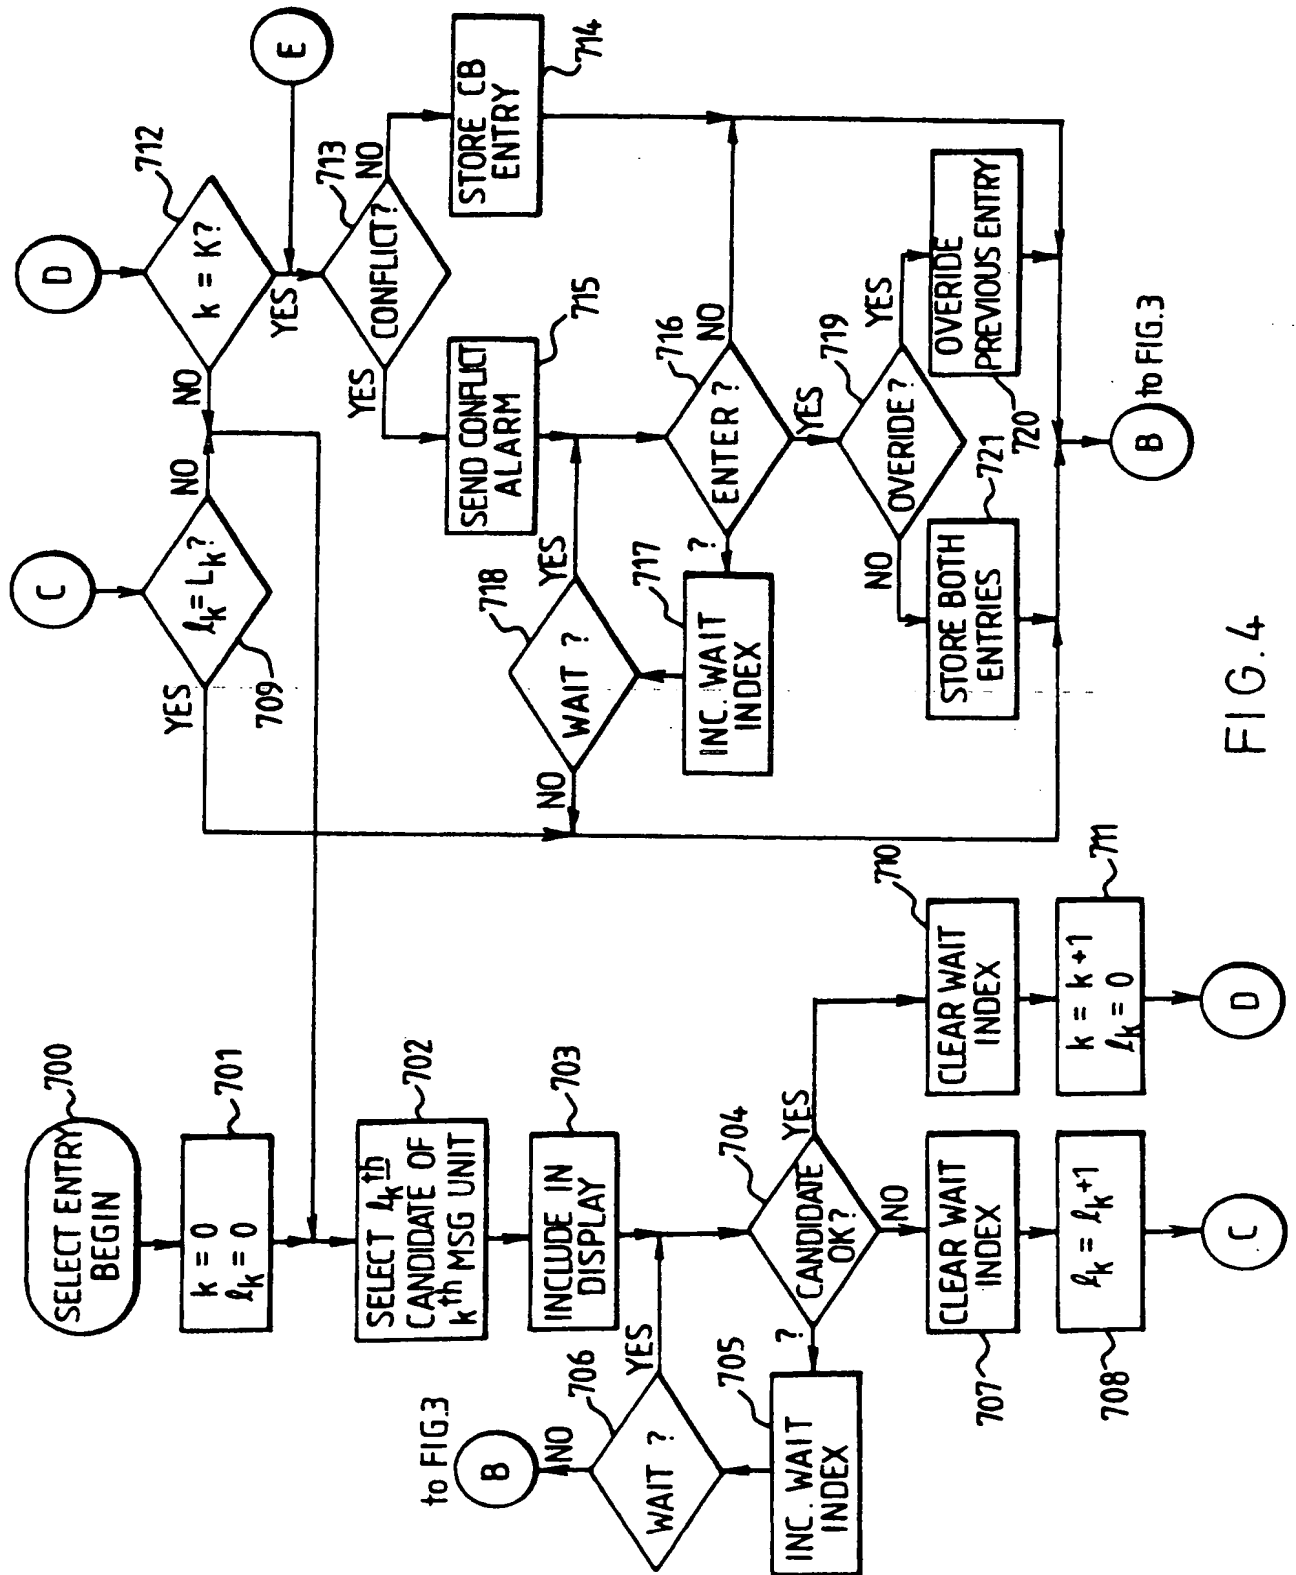 SELECT ENTRY
BEGIN
700
k = 0
ℓk = 0
701
SELECT ℓk th
CANDIDATE OF
k th MSG UNIT
702
INCLUDE IN
DISPLAY
703
CANDIDATE
OK?
704
YES
NO
?
INC. WAIT
INDEX
705
WAIT ?
706
YES
NO
B
to FIG.3
CLEAR WAIT
INDEX
707
ℓk = ℓk+1
708
C
CLEAR WAIT
INDEX
710
k = k+1
ℓk = 0
711
D
C
ℓk = Lk?
709
YES
NO
D
k = K?
712
NO
YES
E
CONFLICT?
713
YES
NO
STORE CB
ENTRY
714
SEND CONFLICT
ALARM
715
ENTER ?
716
NO
YES
?
INC. WAIT
INDEX
717
WAIT ?
718
YES
NO
OVERIDE?
719
YES
NO
OVERIDE
PREVIOUS ENTRY
720
STORE BOTH
ENTRIES
721
B
to FIG.3
FIG.4